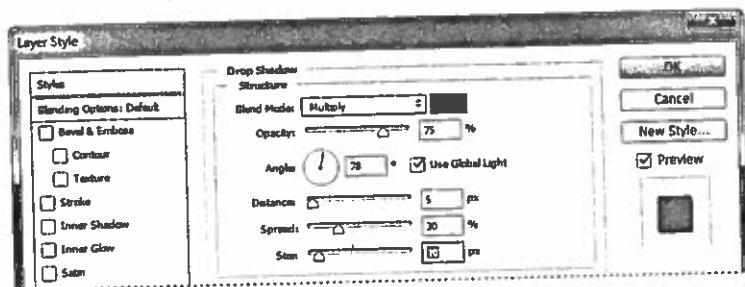 Layer Style
Styles
Blending Options: Default
Bevel & Emboss
Contour
Texture
Stroke
Inner Shadow
Inner Glow
Satin
Drop Shadow
Structure
Blend Mode: Multiply
Opacity: 75 %
Angle: 78 ° Use Global Light
Distance: 5 px
Spread: 30 %
Size: px
OK
Cancel
New Style...
Preview